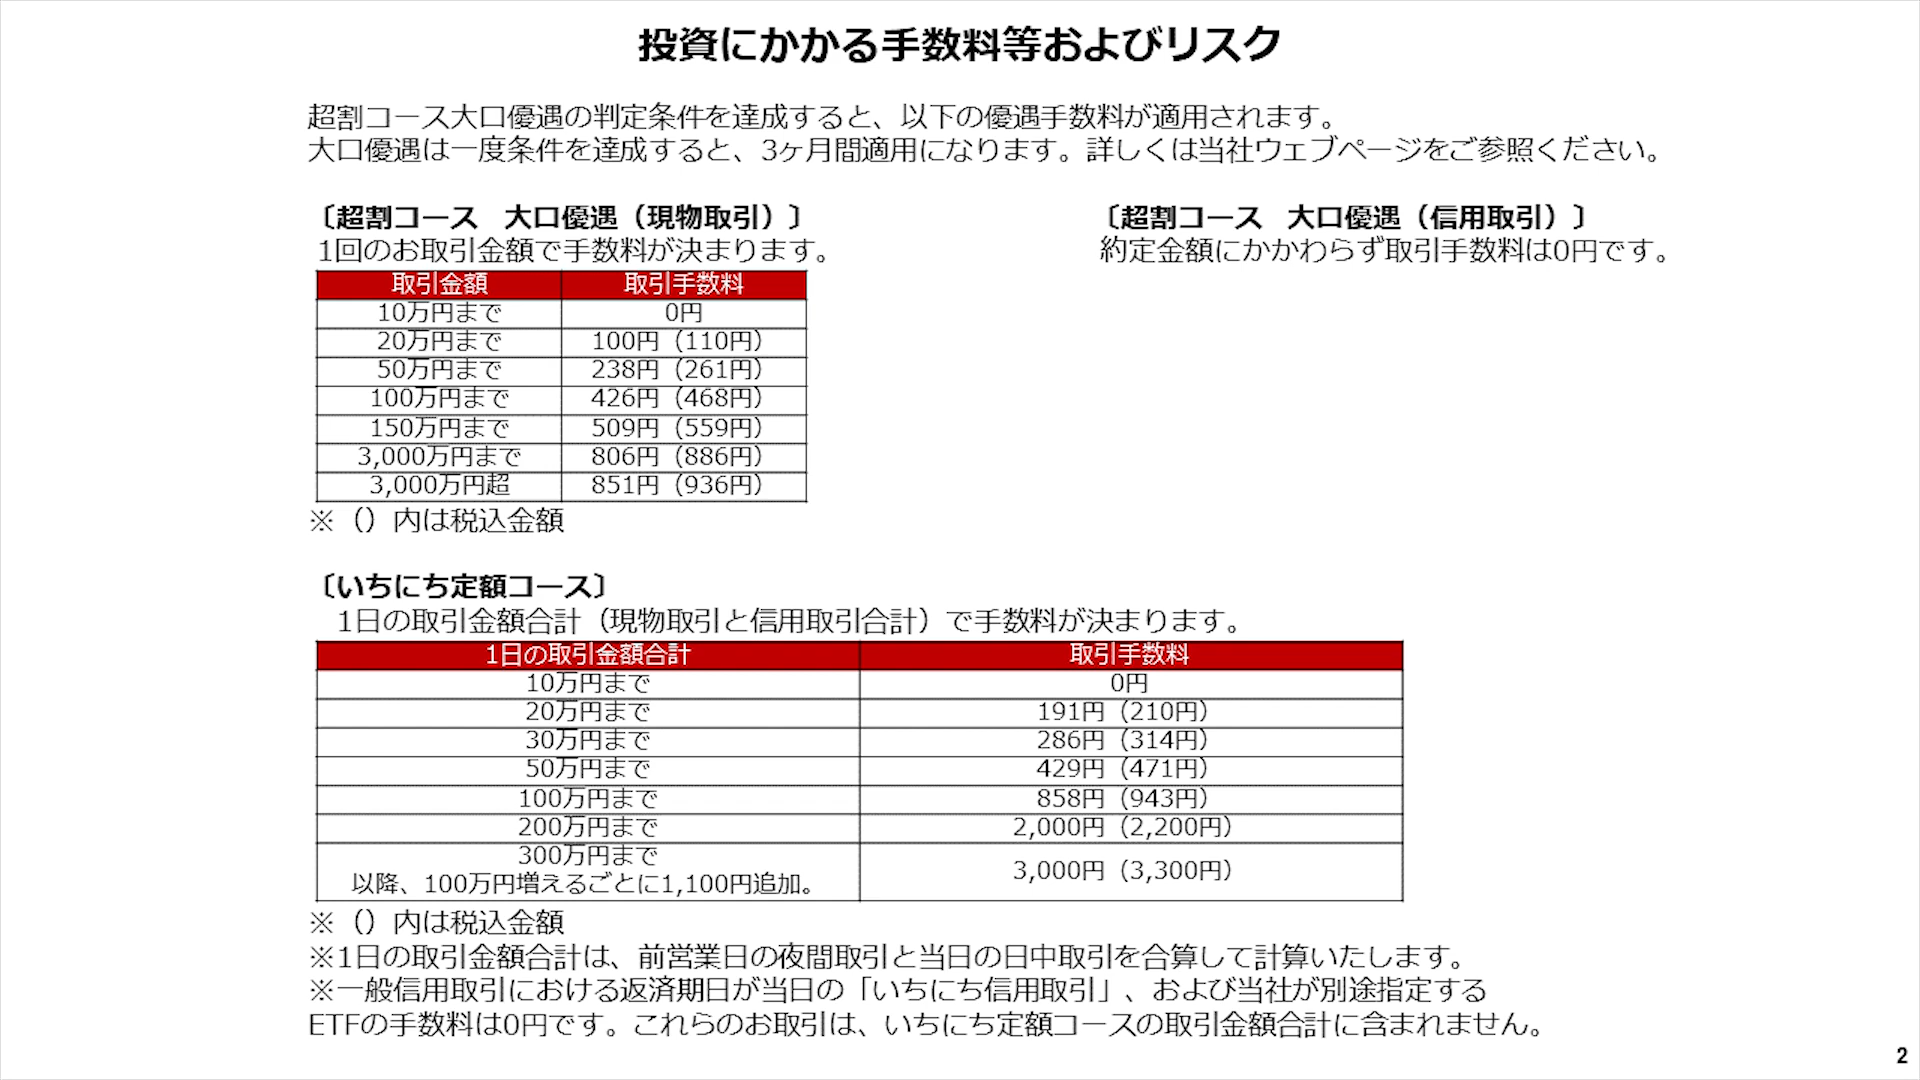 投資にかかる手数料等およびリスク
超割コース大口優遇の判定条件を達成すると、以下の優遇手数料が適用されます。
大口優遇は一度条件を達成すると、3ヶ月間適用になります。詳しくは当社ウェブページをご参照ください。
〔超割コース　大口優遇（現物取引）〕
1回のお取引金額で手数料が決まります。
取引金額 取引手数料
10万円まで 0円
20万円まで 100円（110円）
50万円まで 238円（261円）
100万円まで 426円（468円）
150万円まで 509円（559円）
3,000万円まで 806円（886円）
3,000万円超 851円（936円）
※（）内は税込金額
〔超割コース　大口優遇（信用取引）〕
約定金額にかかわらず取引手数料は0円です。
〔いちにち定額コース〕
1日の取引金額合計（現物取引と信用取引合計）で手数料が決まります。
1日の取引金額合計 取引手数料
10万円まで 0円
20万円まで 191円（210円）
30万円まで 286円（314円）
50万円まで 429円（471円）
100万円まで 858円（943円）
200万円まで 2,000円（2,200円）
300万円まで
以降、100万円増えるごとに1,100円追加。 3,000円（3,300円）
※（）内は税込金額
※1日の取引金額合計は、前営業日の夜間取引と当日の日中取引を合算して計算いたします。
※一般信用取引における返済期日が当日の「いちにち信用取引」、および当社が別途指定する
ETFの手数料は0円です。これらのお取引は、いちにち定額コースの取引金額合計に含まれません。
2